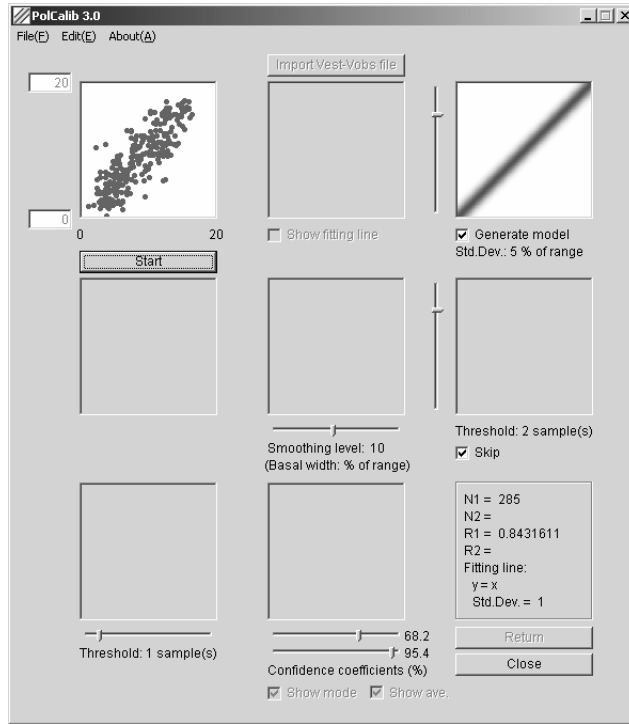 PolCalib 3.0
File(F) Edit(E) About(A)
Import Vest-Vobs file
20
0
0 20
Start
Show fitting line
Generate model
Std.Dev.: 5 % of range
Smoothing level: 10
(Basal width: % of range)
Threshold: 2 sample(s)
Skip
N1 = 285
N2 =
R1 = 0.8431611
R2 =
Fitting line:
y = x
Std.Dev. = 1
Threshold: 1 sample(s)
68.2
95.4
Confidence coefficients (%)
Show mode Show ave.
Return
Close